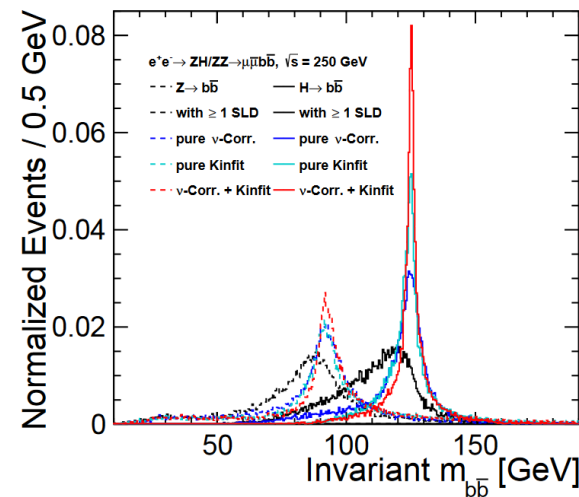 Normalized Events / 0.5 GeV
0.08
0.06
0.04
0.02
0
e⁺e⁻→ ZH/ZZ→μμ̅bb̅, √s = 250 GeV
Z→ bb̅ H→ bb̅
with ≥ 1 SLD with ≥ 1 SLD
pure ν-Corr. pure ν-Corr.
pure Kinfit pure Kinfit
ν-Corr. + Kinfit ν-Corr. + Kinfit
50 100 150
Invariant m_bb̅ [GeV]